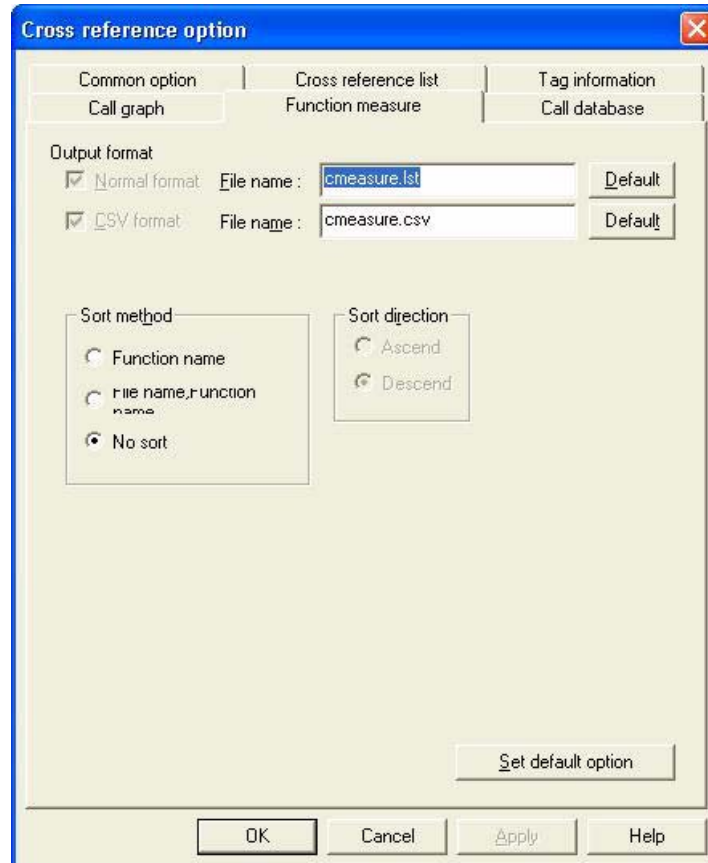 Cross reference option
Common option Cross reference list Tag information
Call graph Function measure Call database
Output format
Normal format File name : cmeasure.lst Default
CSV format File name : cmeasure.csv Default
Sort method Sort direction
Function name Ascend
File name,Function Descend
name
No sort
Set default option
OK Cancel Apply Help